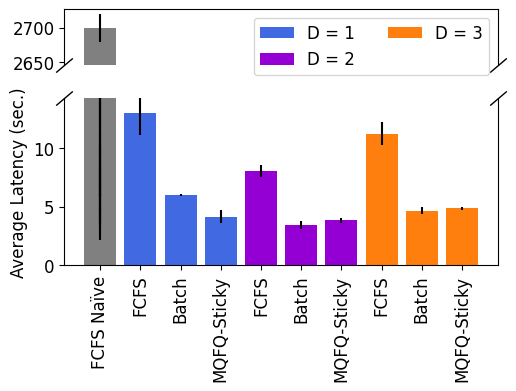 2700
2650
D = 1
D = 2
D = 3
Average Latency (sec.)
10
5
0
FCFS Naïve
FCFS
Batch
MQFQ-Sticky
FCFS
Batch
MQFQ-Sticky
FCFS
Batch
MQFQ-Sticky